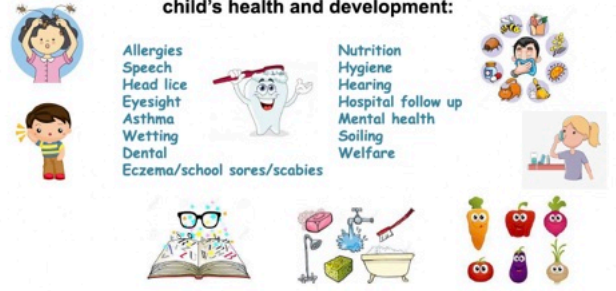 child's health and development:
Allergies
Speech
Head lice
Eyesight
Asthma
Wetting
Dental
Eczema/school sores/scabies
Nutrition
Hygiene
Hearing
Hospital follow up
Mental health
Soiling
Welfare